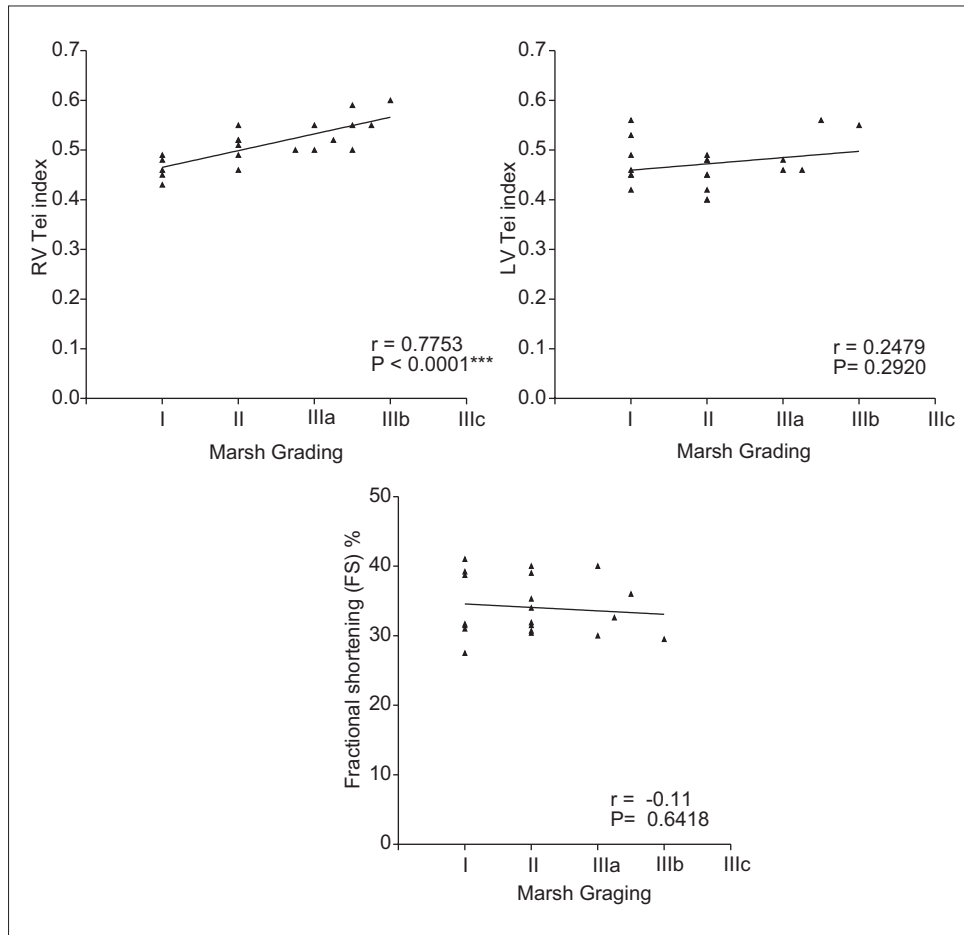 0.7
0.6
0.5
0.4
0.3
0.2
0.1
0.0
RV Tei index
r = 0.7753
P < 0.0001***
I II IIIa IIIb IIIc
Marsh Grading
0.7
0.6
0.5
0.4
0.3
0.2
0.1
0.0
LV Tei index
r = 0.2479
P= 0.2920
I II IIIa IIIb IIIc
Marsh Grading
50
40
30
20
10
0
Fractional shortening (FS) %
r = -0.11
P= 0.6418
I II IIIa IIIb IIIc
Marsh Graging